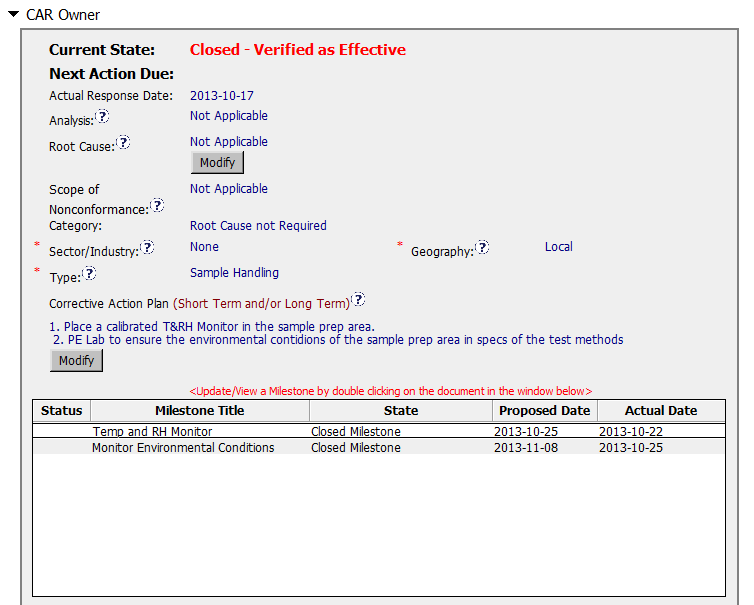 CAR Owner
Current State: Closed - Verified as Effective
Next Action Due:
Actual Response Date: 2013-10-17
Analysis:? Not Applicable
Root Cause:? Not Applicable
Modify
Scope of Not Applicable
Nonconformance:?
Category: Root Cause not Required
* Sector/Industry:? None * Geography:? Local
* Type:? Sample Handling
Corrective Action Plan (Short Term and/or Long Term)?
1. Place a calibrated T&RH Monitor in the sample prep area.
2. PE Lab to ensure the environmental contidions of the sample prep area in specs of the test methods
Modify
<Update/View a Milestone by double clicking on the document in the window below>
Status Milestone Title State Proposed Date Actual Date
Temp and RH Monitor Closed Milestone 2013-10-25 2013-10-22
Monitor Environmental Conditions Closed Milestone 2013-11-08 2013-10-25